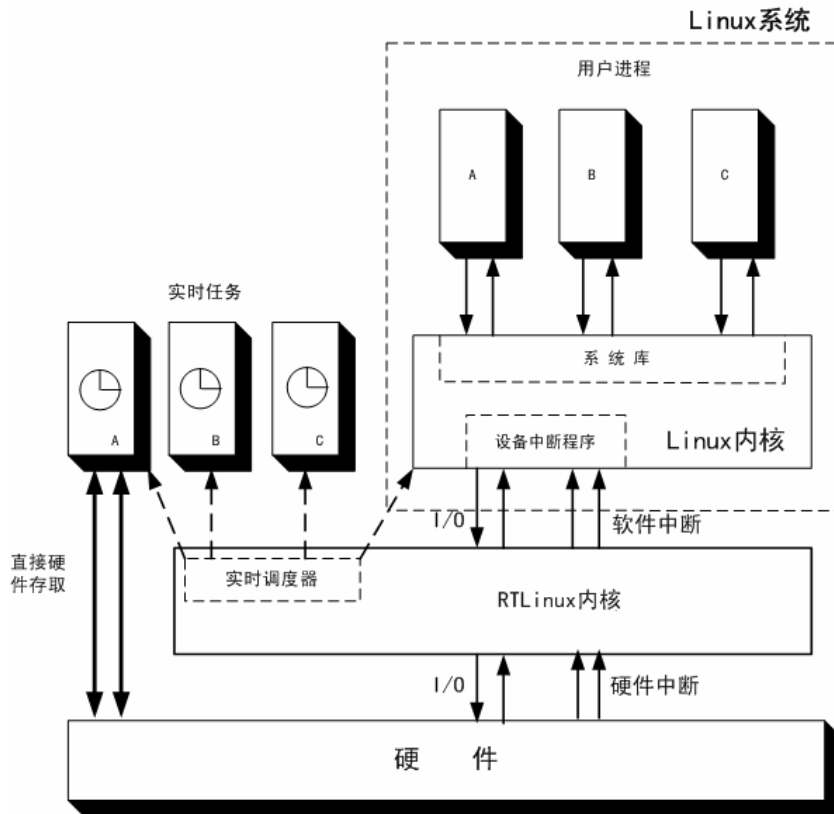 Linux系统
用户进程
A
B
C
实时任务
A
B
C
系统库
设备中断程序
Linux内核
I/O
软件中断
直接硬
件存取
实时调度器
RTLinux内核
I/O
硬件中断
硬 件